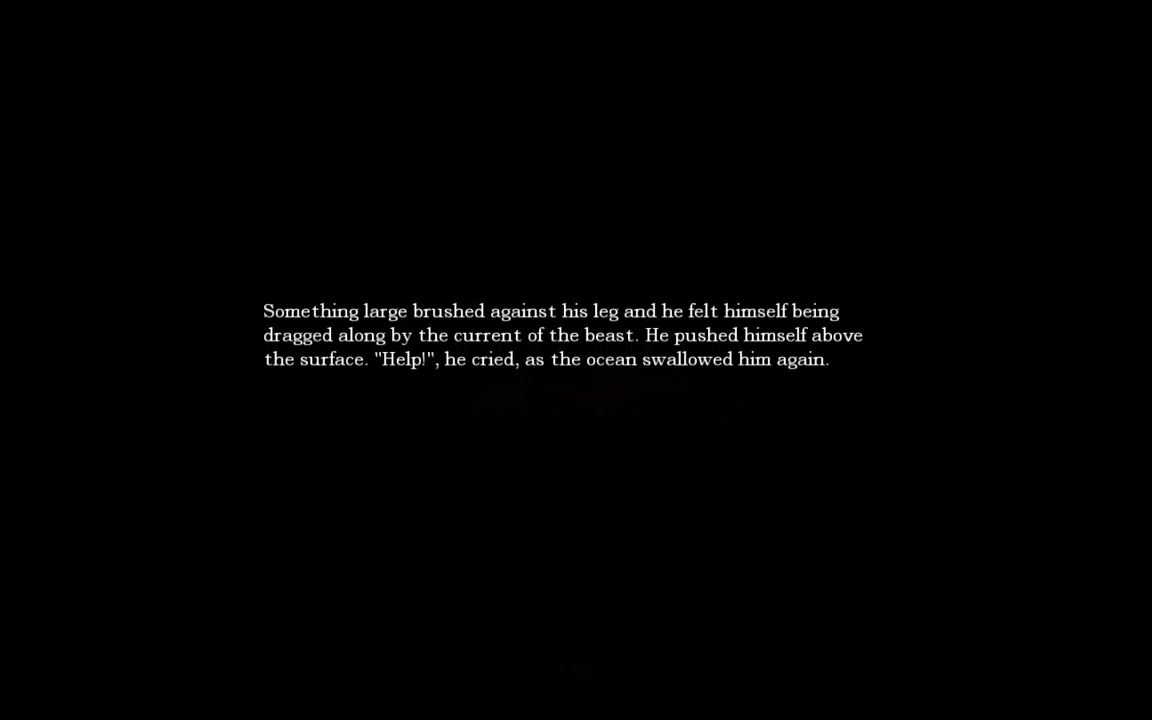 Something large brushed against his leg and he felt himself being
dragged along by the current of the beast. He pushed himself above
the surface. "Help!", he cried, as the ocean swallowed him again.